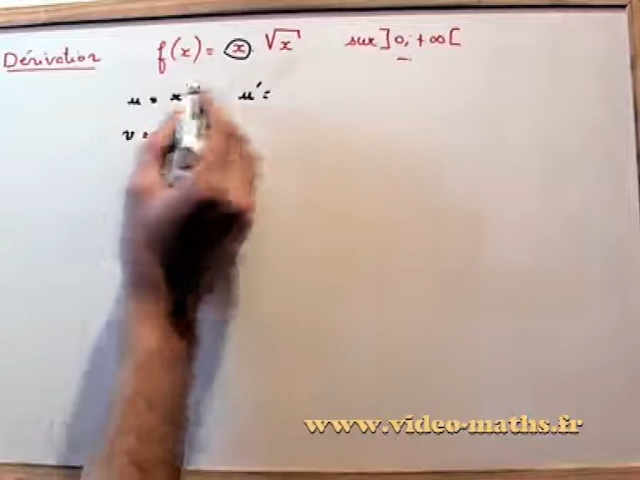 Dérivation f(x) = x √x sur ]0; +∞[
u = x u' =
v =
www.video-maths.fr